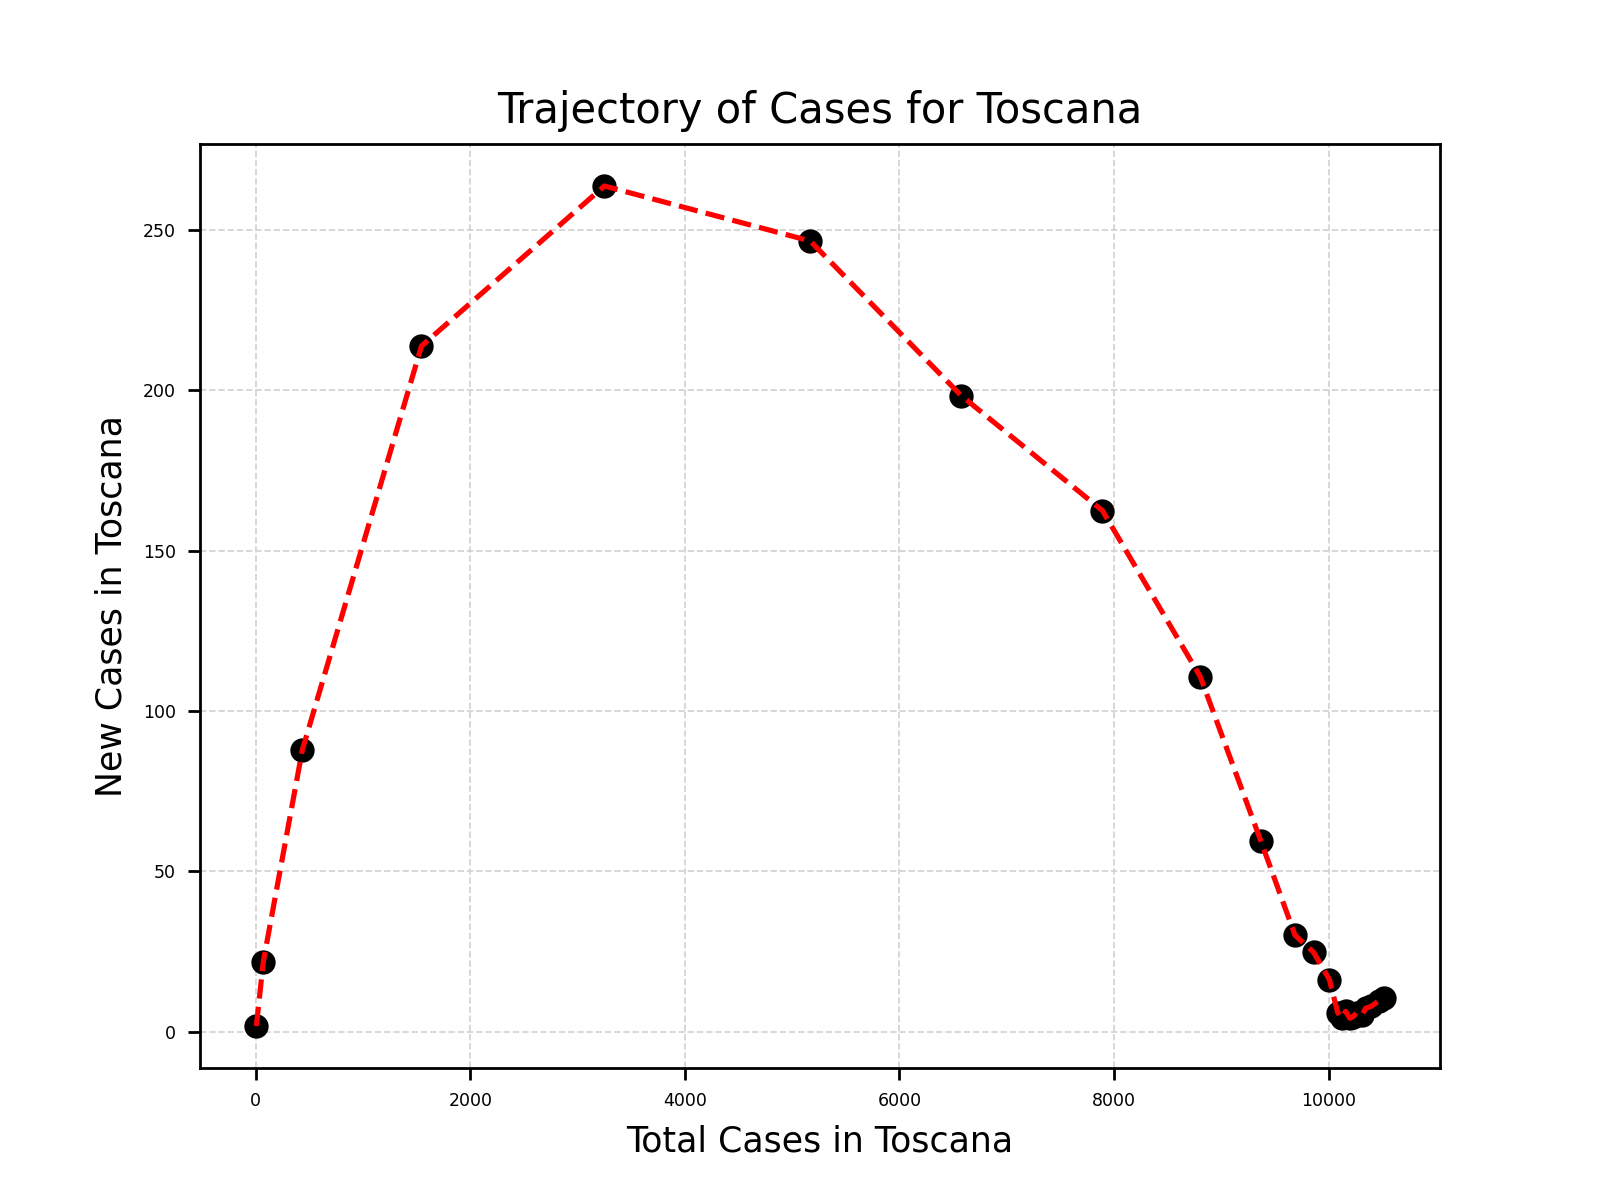 Trajectory of Cases for Toscana
New Cases in Toscana
250
200
150
100
50
0
0 2000 4000 6000 8000 10000
Total Cases in Toscana